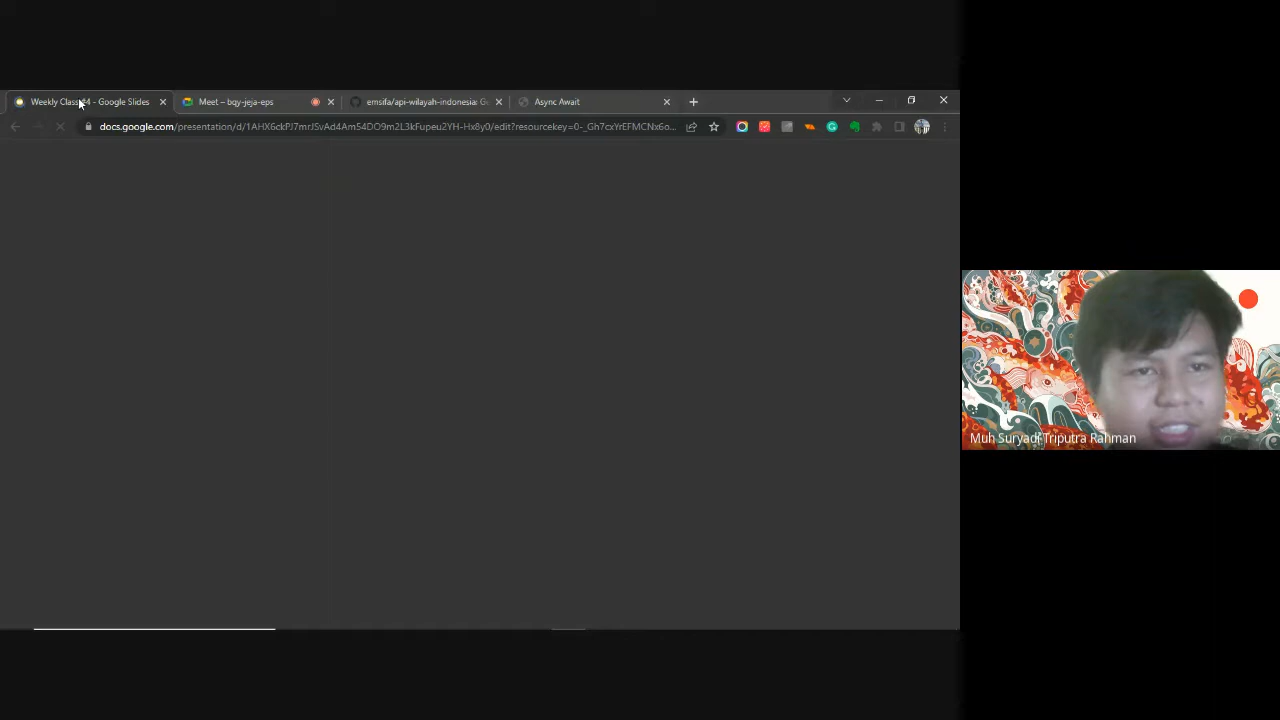 Weekly Class #4 - Google Slides
Meet – bqy-jeja-eps
emsifa/api-wilayah-indonesia: G
Async Await
docs.google.com/presentation/d/1AHX6ckPJ7mrJSvAd4Am54DO9m2L3kFupeu2YH-Hx8y0/edit?resourcekey=0-_Gh7cxYrEFMCNx6o...
Muh Suryadi Triputra Rahman